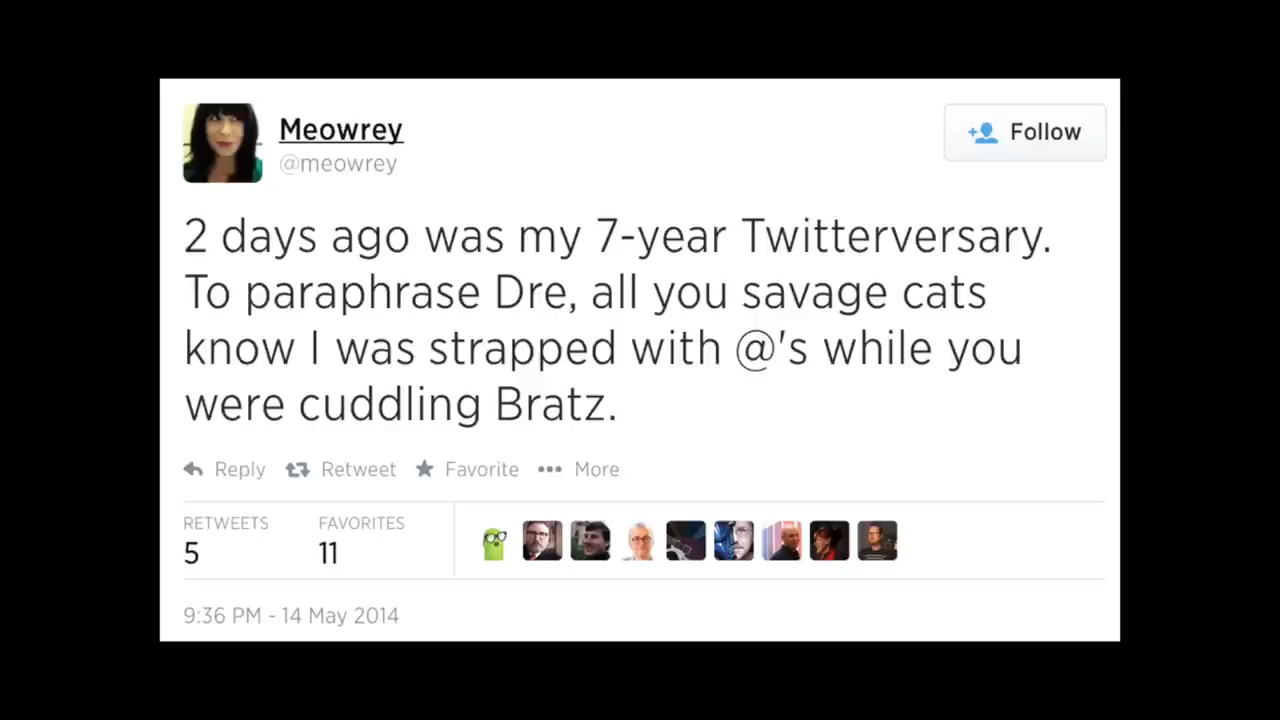 Meowrey
@meowrey
Follow
2 days ago was my 7-year Twitterversary.
To paraphrase Dre, all you savage cats
know I was strapped with @'s while you
were cuddling Bratz.
Reply Retweet Favorite More
RETWEETS FAVORITES
5 11
9:36 PM - 14 May 2014